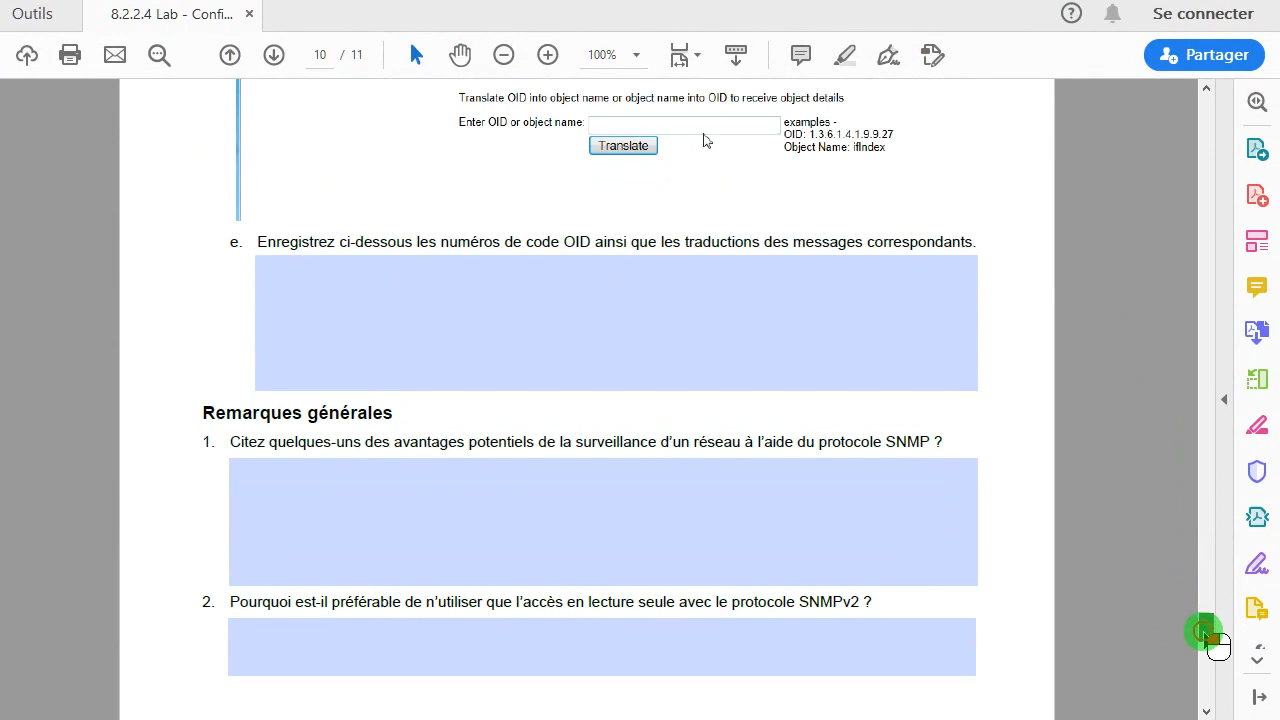 Outils
8.2.2.4 Lab - Confi... ×
Se connecter
10 / 11
100%
Partager
Translate OID into object name or object name into OID to receive object details
Enter OID or object name:
examples -
OID: 1.3.6.1.4.1.9.9.27
Translate
Object Name: ifIndex
e. Enregistrez ci-dessous les numéros de code OID ainsi que les traductions des messages correspondants.
Remarques générales
1. Citez quelques-uns des avantages potentiels de la surveillance d’un réseau à l’aide du protocole SNMP ?
2. Pourquoi est-il préférable de n’utiliser que l’accès en lecture seule avec le protocole SNMPv2 ?